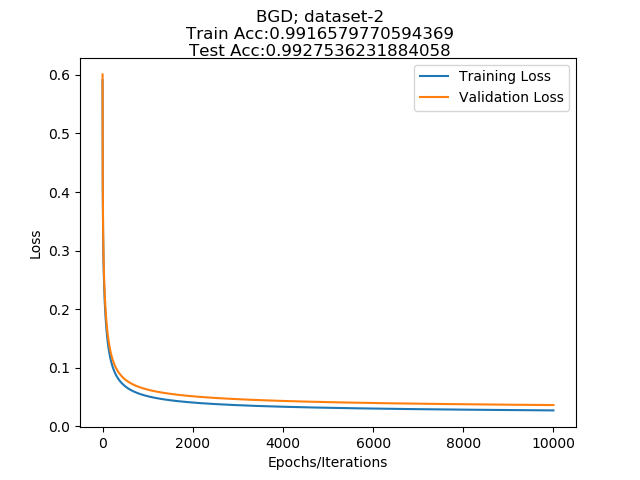 BGD; dataset-2
Train Acc:0.9916579770594369
Test Acc:0.9927536231884058
Training Loss
Validation Loss
Loss
0.6
0.5
0.4
0.3
0.2
0.1
0.0
0 2000 4000 6000 8000 10000
Epochs/Iterations